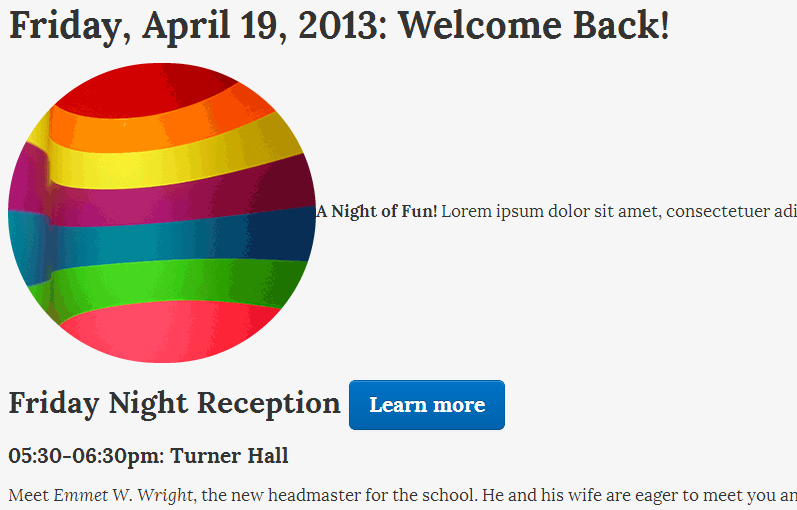 Friday, April 19, 2013: Welcome Back!
A Night of Fun! Lorem ipsum dolor sit amet, consectetuer adi
Friday Night Reception Learn more
05:30-06:30pm: Turner Hall
Meet Emmet W. Wright, the new headmaster for the school. He and his wife are eager to meet you an